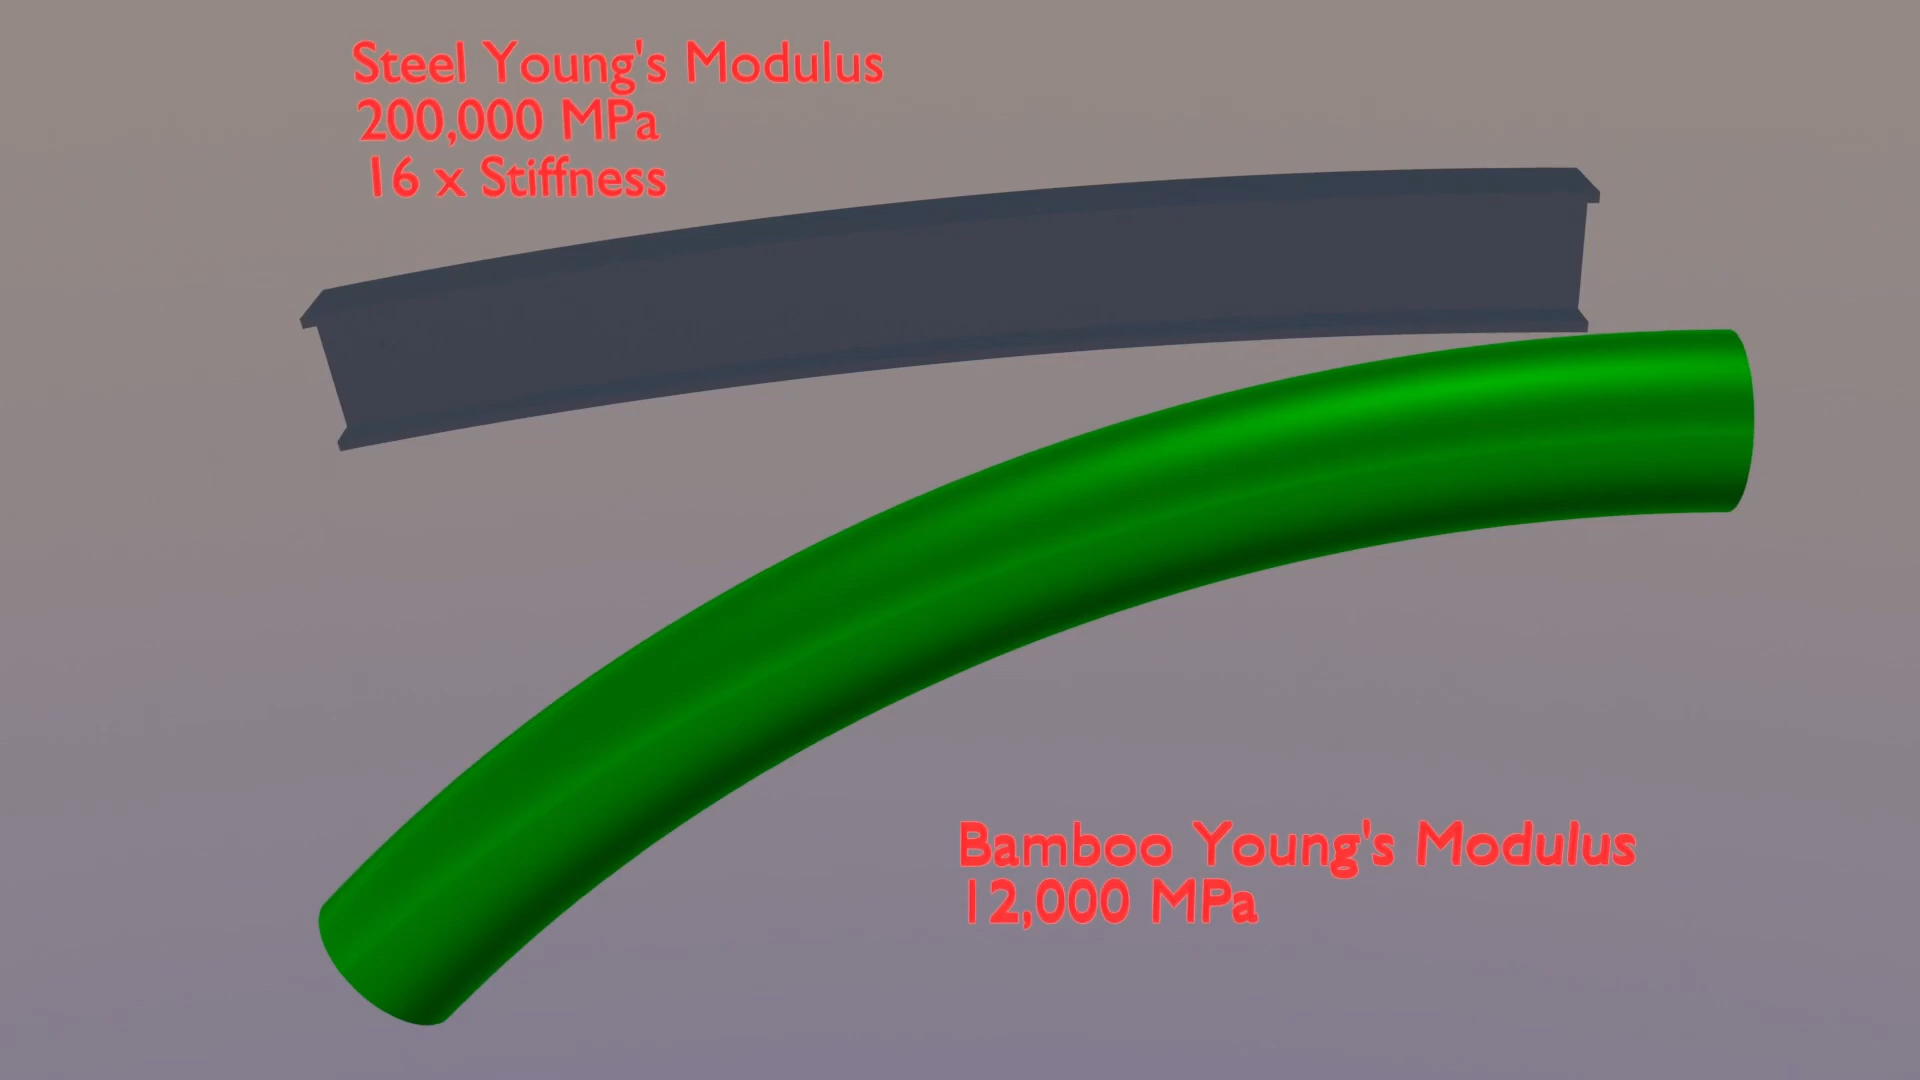 Steel Young's Modulus
200,000 MPa
16 x Stiffness
Bamboo Young's Modulus
12,000 MPa